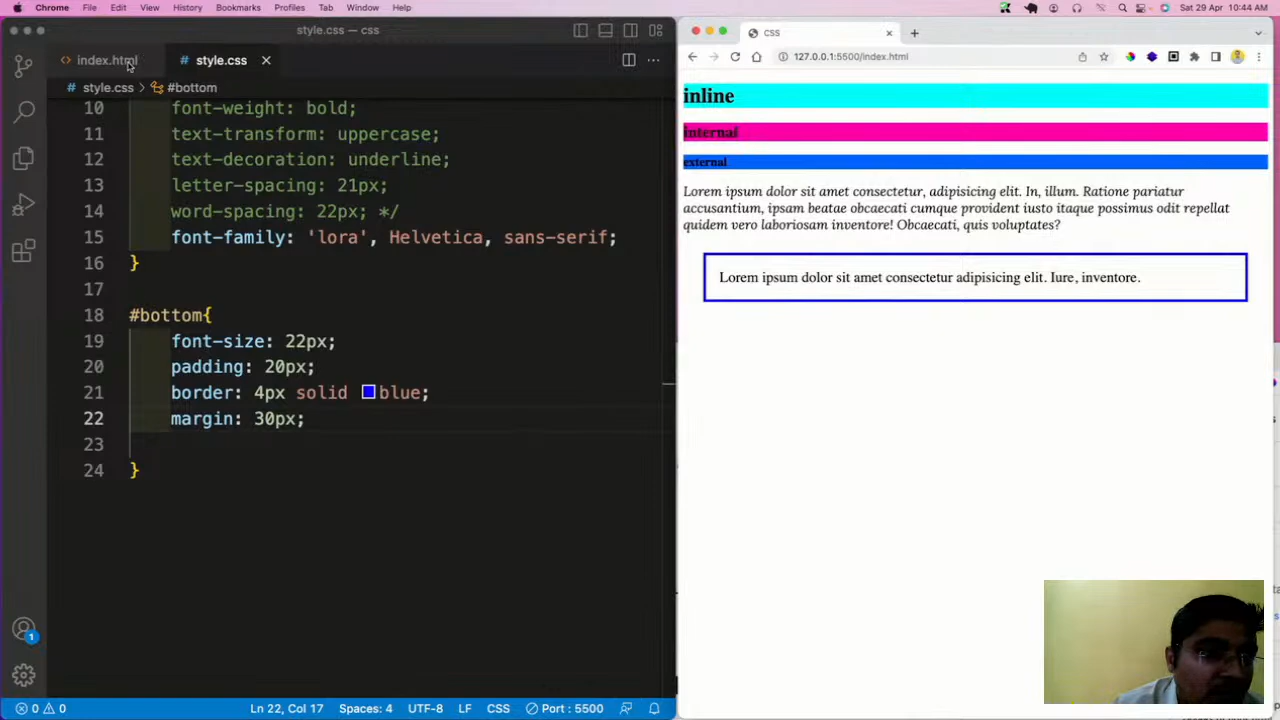 Chrome File Edit View History Bookmarks Profiles Tab Window Help Sat 29 Apr 10:44 AM
style.css — css
index.html style.css
# style.css > #bottom
10 font-weight: bold;
11 text-transform: uppercase;
12 text-decoration: underline;
13 letter-spacing: 21px;
14 word-spacing: 22px; */
15 font-family: 'lora', Helvetica, sans-serif;
16 }
17
18 #bottom{
19 font-size: 22px;
20 padding: 20px;
21 border: 4px solid blue;
22 margin: 30px;
23
24 }
1
0 0 Ln 22, Col 17 Spaces: 4 UTF-8 LF CSS Port : 5500
CSS
127.0.0.1:5500/index.html
inline
internal
external
Lorem ipsum dolor sit amet consectetur, adipisicing elit. In, illum. Ratione pariatur
accusantium, ipsam beatae obcaecati cumque provident iusto itaque possimus odit repellat
quidem vero laboriosam inventore! Obcaecati, quis voluptates?
Lorem ipsum dolor sit amet consectetur adipisicing elit. Iure, inventore.